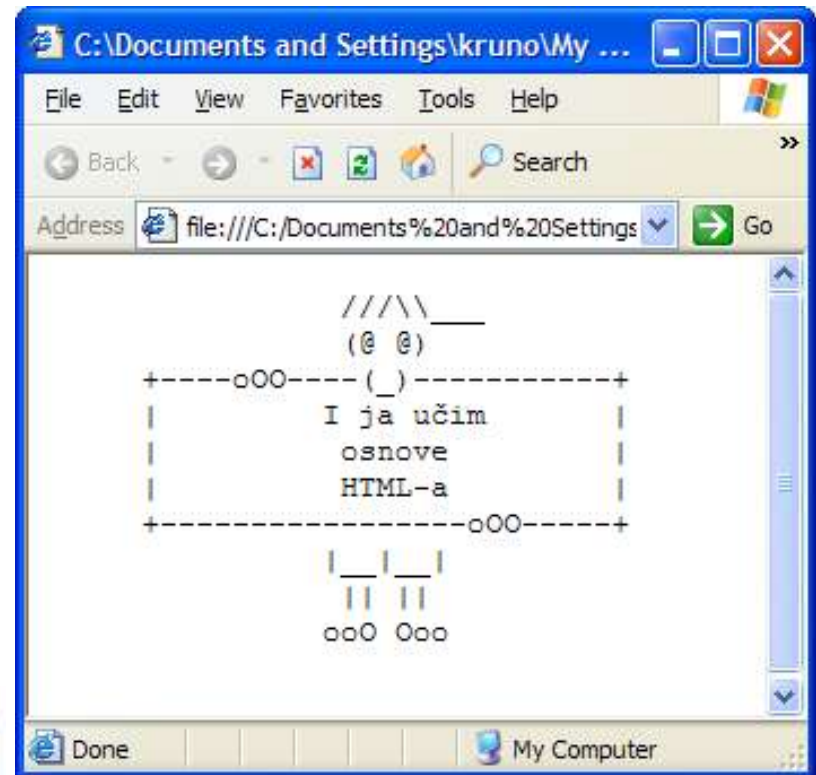 C:\Documents and Settings\kruno\My ...
File Edit View Favorites Tools Help
Back Search »
Address file:///C:/Documents%20and%20Settings Go
           ///\\___
           (@ @)
+----oOO----(_)-----------+
|         I ja učim       |
|          osnove         |
|          HTML-a         |
+-----------------oOO-----+
          |__|__|
           || ||
          ooO Ooo
Done My Computer